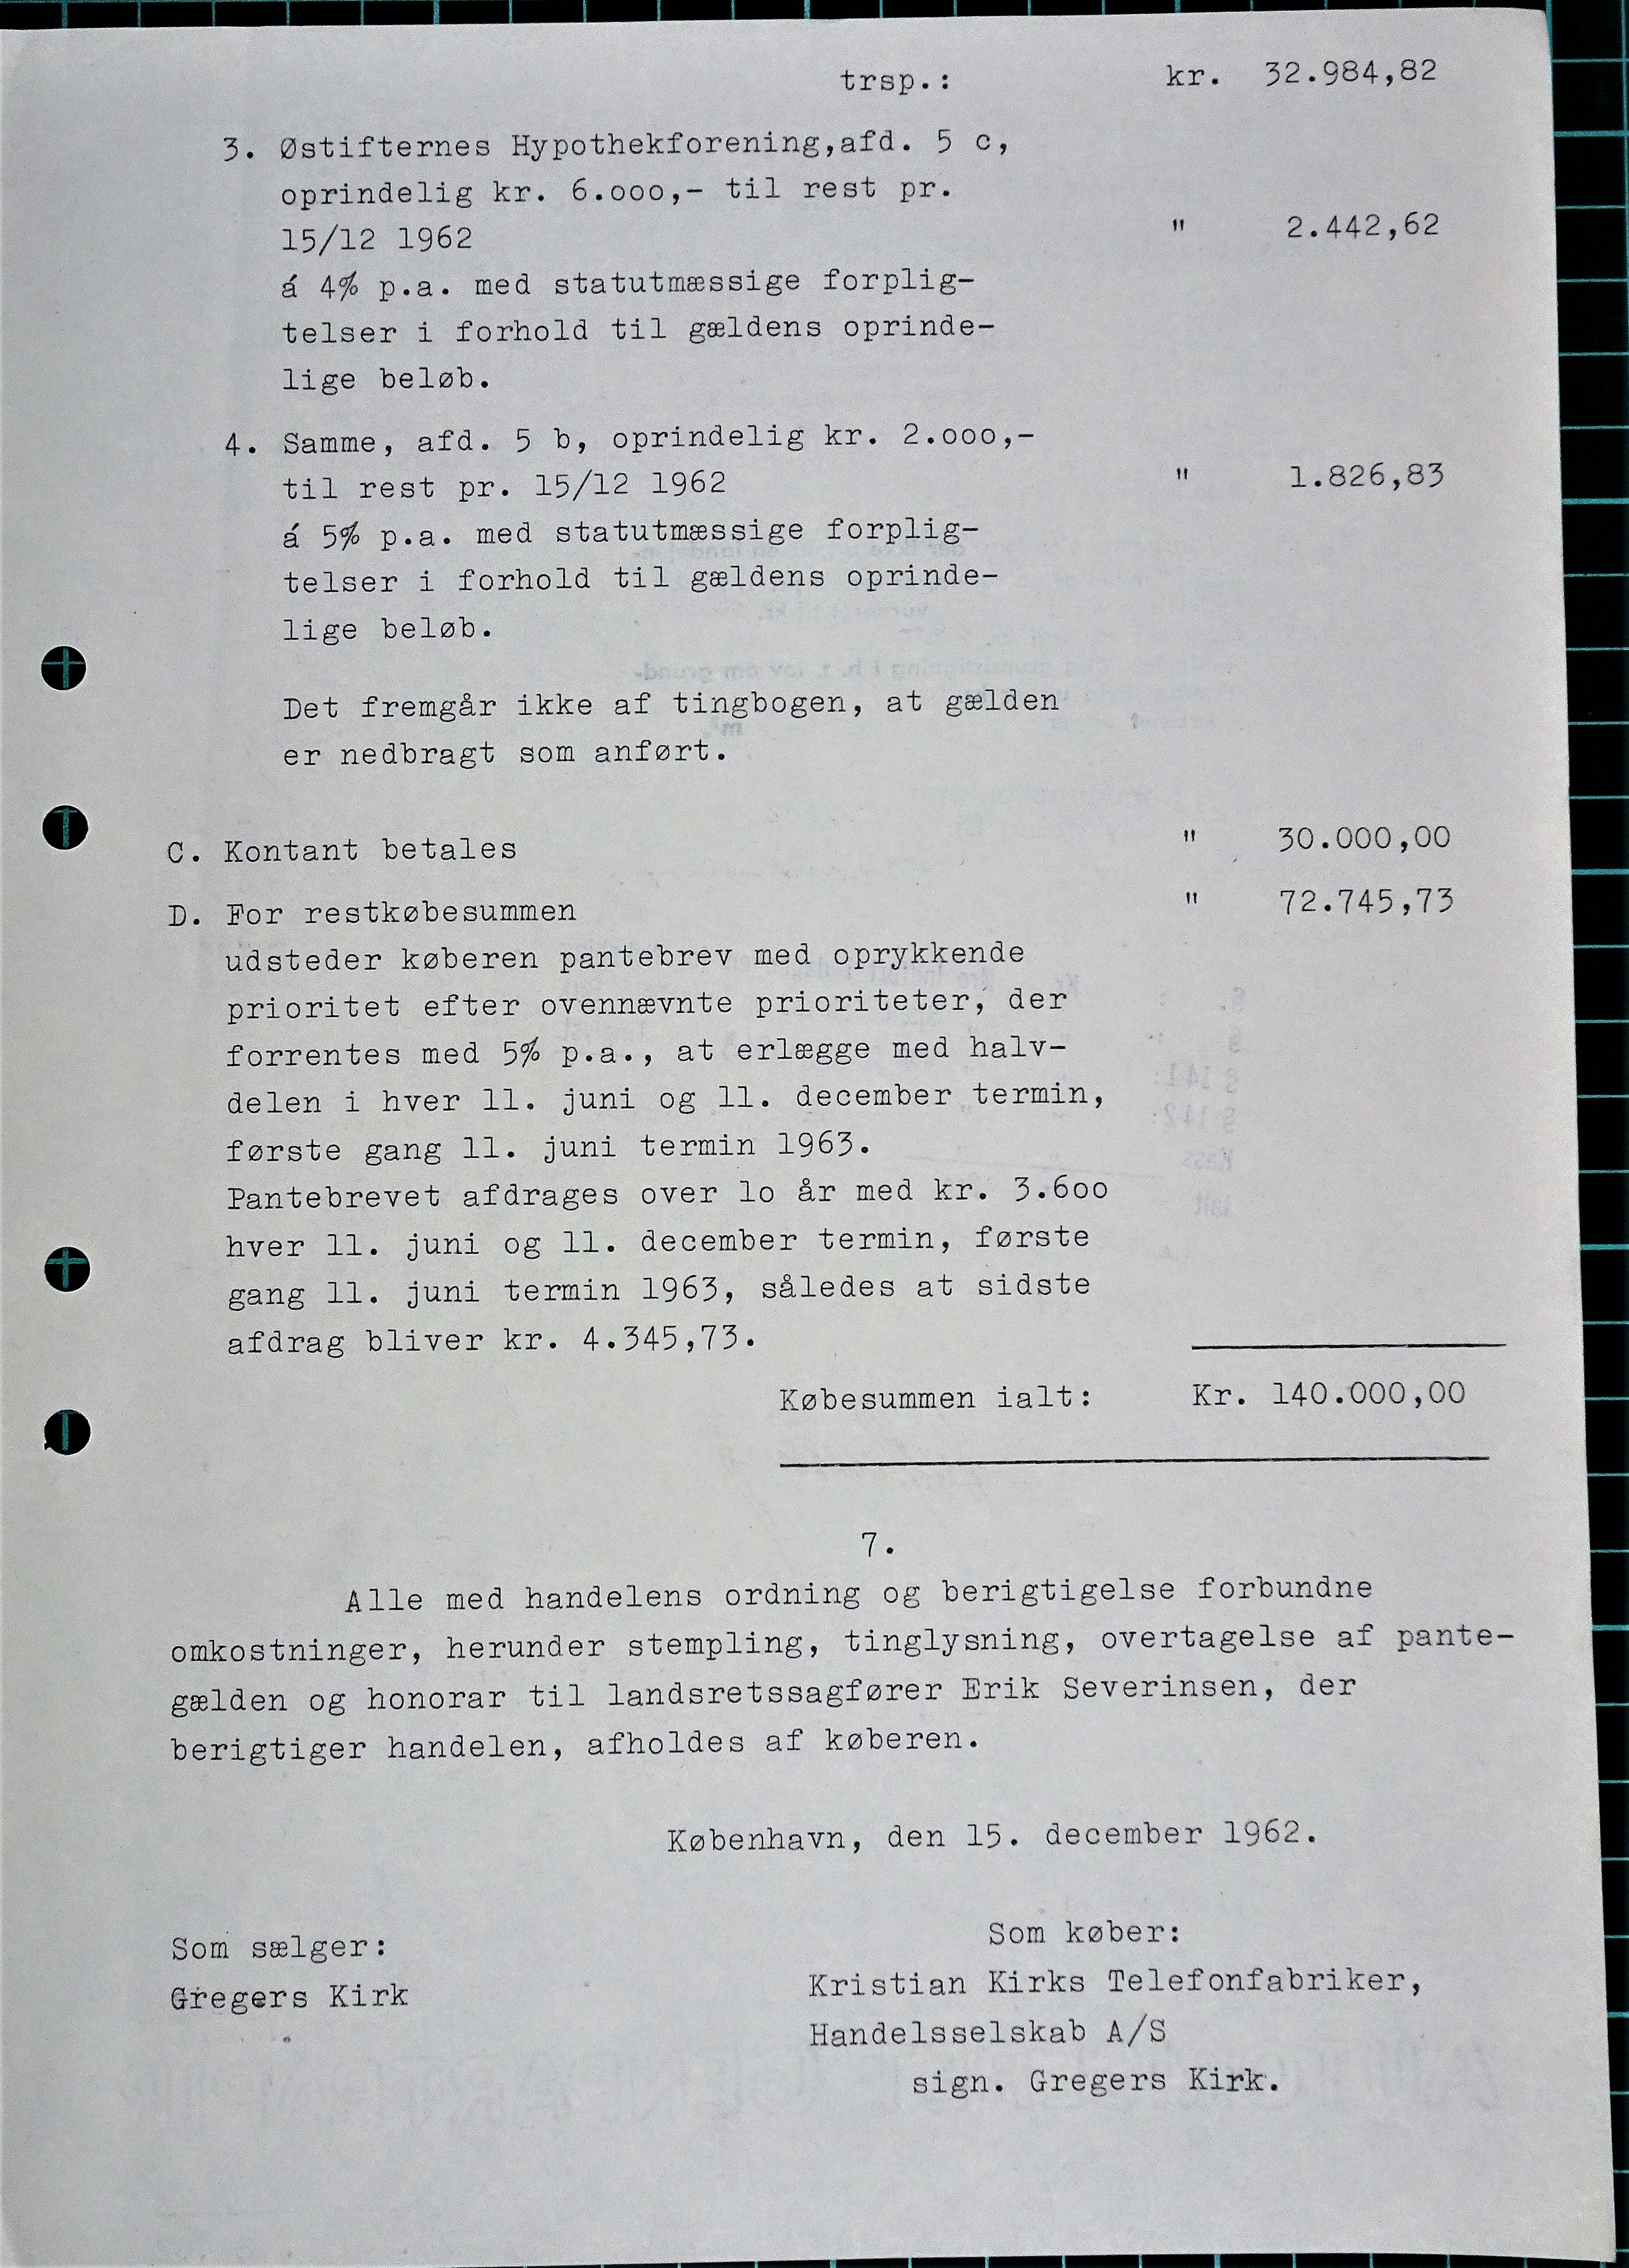 trsp.: kr. 32.984,82
3. Østifternes Hypothekforening,afd. 5 c,
oprindelig kr. 6.ooo,- til rest pr.
15/12 1962 " 2.442,62
á 4% p.a. med statutmæssige forplig-
telser i forhold til gældens oprinde-
lige beløb.
4. Samme, afd. 5 b, oprindelig kr. 2.ooo,-
til rest pr. 15/12 1962 " 1.826,83
á 5% p.a. med statutmæssige forplig-
telser i forhold til gældens oprinde-
lige beløb.
Det fremgår ikke af tingbogen, at gælden
er nedbragt som anført.
C. Kontant betales " 30.000,00
D. For restkøbesummen " 72.745,73
udsteder køberen pantebrev med oprykkende
prioritet efter ovennævnte prioriteter, der
forrentes med 5% p.a., at erlægge med halv-
delen i hver 11. juni og 11. december termin,
første gang 11. juni termin 1963.
Pantebrevet afdrages over lo år med kr. 3.6oo
hver 11. juni og 11. december termin, første
gang 11. juni termin 1963, således at sidste
afdrag bliver kr. 4.345,73.
Købesummen ialt: Kr. 140.000,00
7.
Alle med handelens ordning og berigtigelse forbundne
omkostninger, herunder stempling, tinglysning, overtagelse af pante-
gælden og honorar til landsretssagfører Erik Severinsen, der
berigtiger handelen, afholdes af køberen.
København, den 15. december 1962.
Som sælger: Som køber:
Gregers Kirk Kristian Kirks Telefonfabriker,
Handelsselskab A/S
sign. Gregers Kirk.